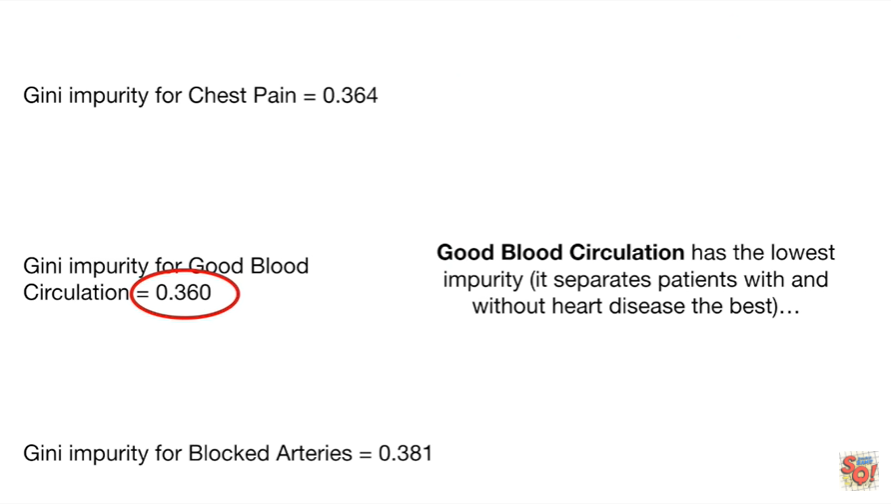 Gini impurity for Chest Pain = 0.364
Gini impurity for Good Blood
Circulation = 0.360
Good Blood Circulation has the lowest
impurity (it separates patients with and
without heart disease the best)…
Gini impurity for Blocked Arteries = 0.381
SQ!